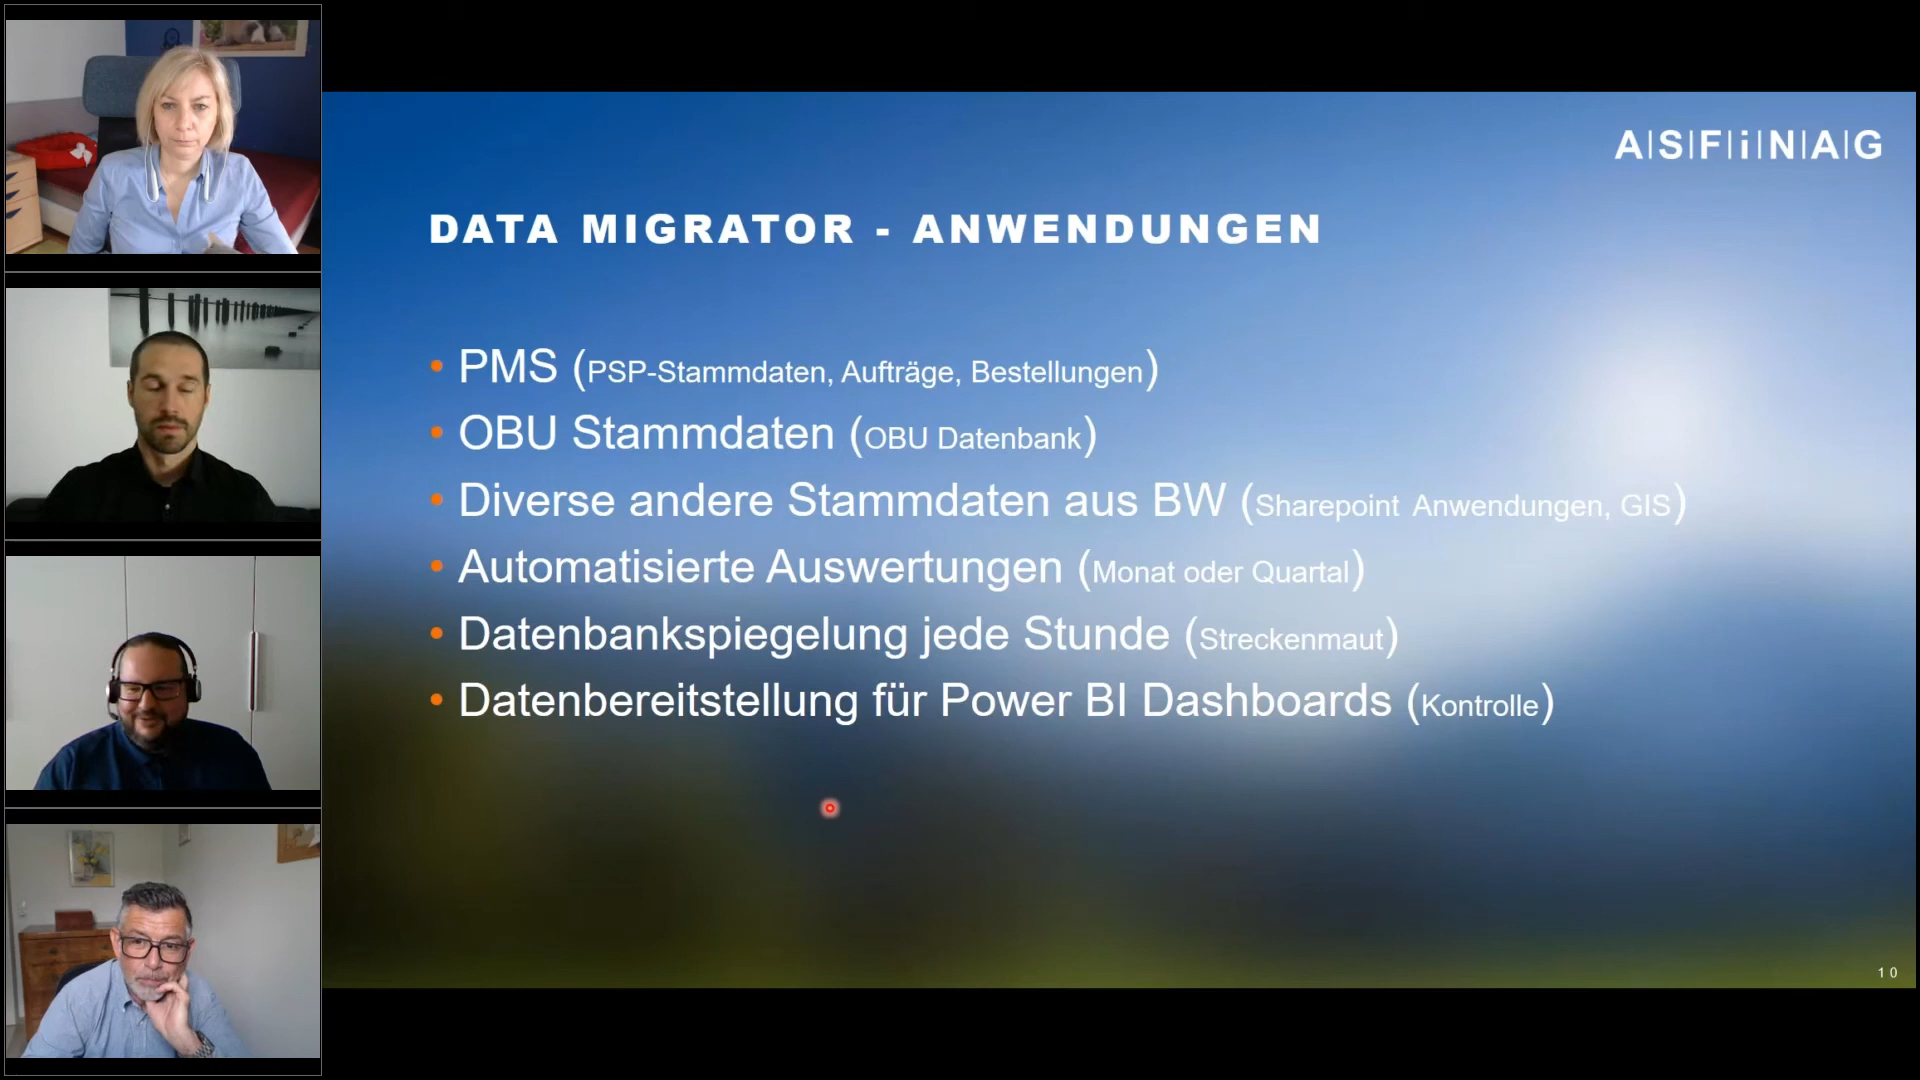 A|S|F|i|N|A|G
DATA MIGRATOR - ANWENDUNGEN
• PMS (PSP-Stammdaten, Aufträge, Bestellungen)
• OBU Stammdaten (OBU Datenbank)
• Diverse andere Stammdaten aus BW (Sharepoint Anwendungen, GIS)
• Automatisierte Auswertungen (Monat oder Quartal)
• Datenbankspiegelung jede Stunde (Streckenmaut)
• Datenbereitstellung für Power BI Dashboards (Kontrolle)
10